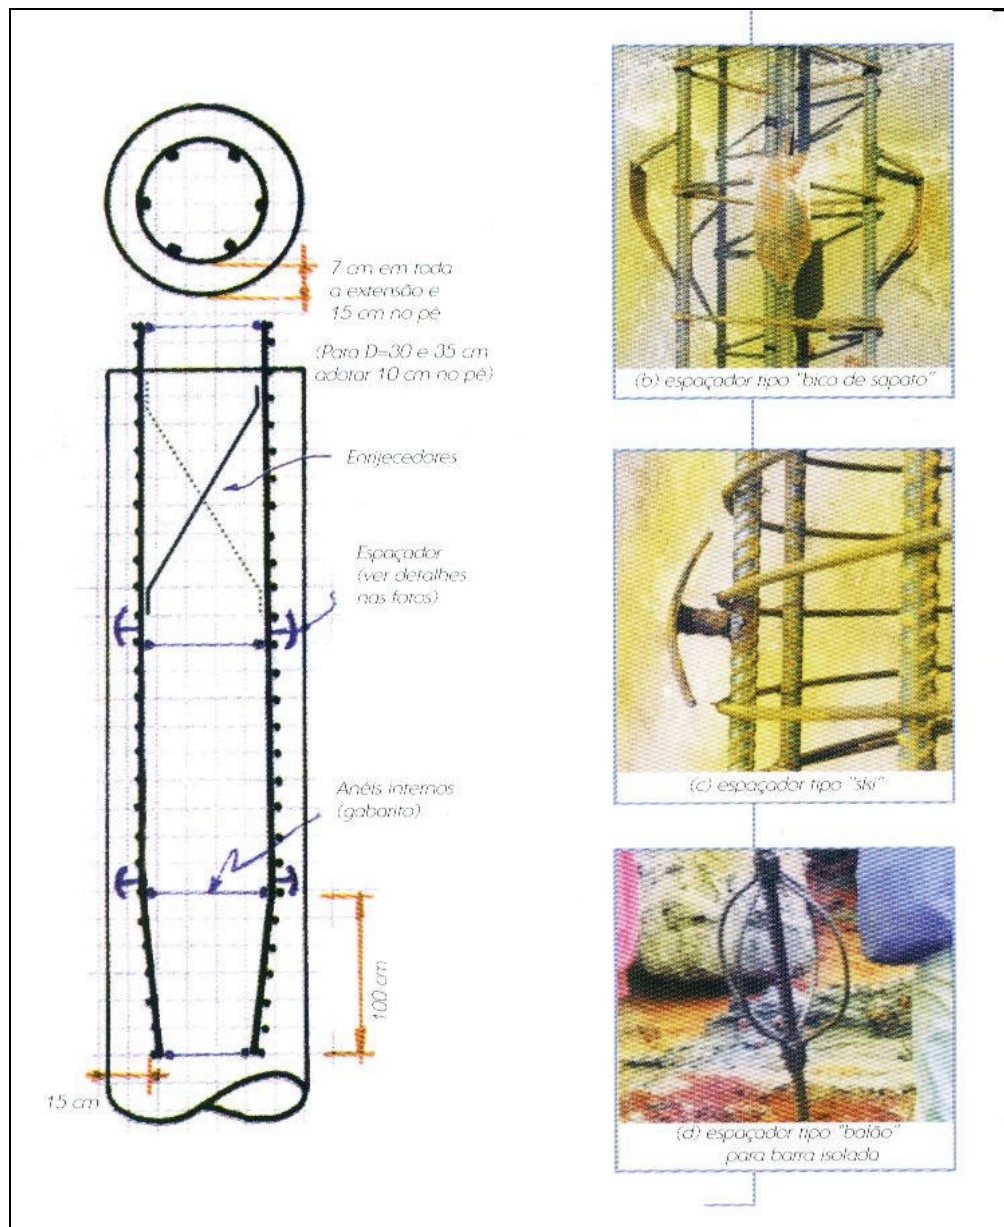 7 cm em toda
a extensão e
15 cm no pé
(Para D=30 e 35 cm
adotar 10 cm no pé)
Enrijecedores
Espaçador
(ver detalhes
nas fotos)
Anéis internos
(gabarito)
100 cm
15 cm
(b) espaçador tipo "bico de sapato"
(c) espaçador tipo "ski"
(d) espaçador tipo "balão"
para barra isolada